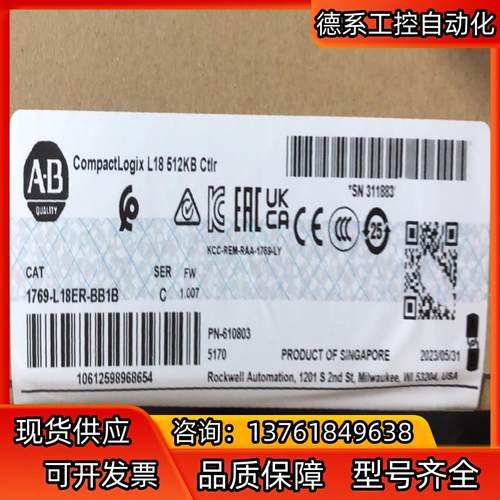 德系工控自动化
A-B
QUALITY
CompactLogix L18 512KB Ctlr
*SN 311883
EAC
UK
CA
CCC
25
KCC-REM-RAA-1769-LY
CAT SER FW
1769-L18ER-BB1B C 1.007
PN-610803
5170 PRODUCT OF SINGAPORE 2023/05/31
10612598968654
Rockwell Automation, 1201 S 2nd St, Milwaukee, WI 53204, USA
现货供应 咨询：13761849638
可开发票 品质保障 型号齐全